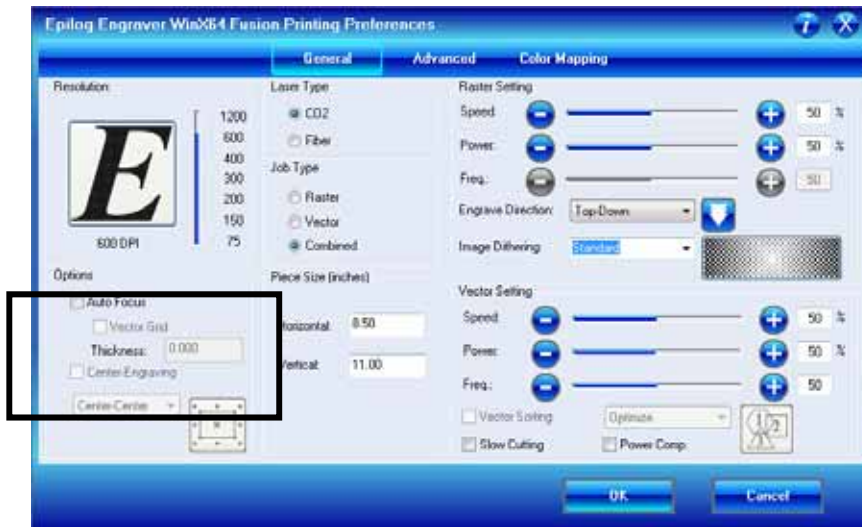 Epilog Engraver WinX64 Fusion Printing Preferences
General Advanced Color Mapping
Resolution
E
1200
600
400
300
200
150
75
600 DPI
Options
Auto Focus
Vector Grid
Thickness: 0.000
Center-Engraving
Center-Center
Laser Type
CO2
Fiber
Job Type
Raster
Vector
Combined
Piece Size (inches)
Horizontal: 8.50
Vertical: 11.00
Raster Setting
Speed: 50 %
Power: 50 %
Freq.: 50
Engrave Direction: Top-Down
Image Dithering: Standard
Vector Setting
Speed: 50 %
Power: 50 %
Freq.: 50
Vector Sorting Optimize
1 2
Slow Cutting Power Comp.
OK Cancel